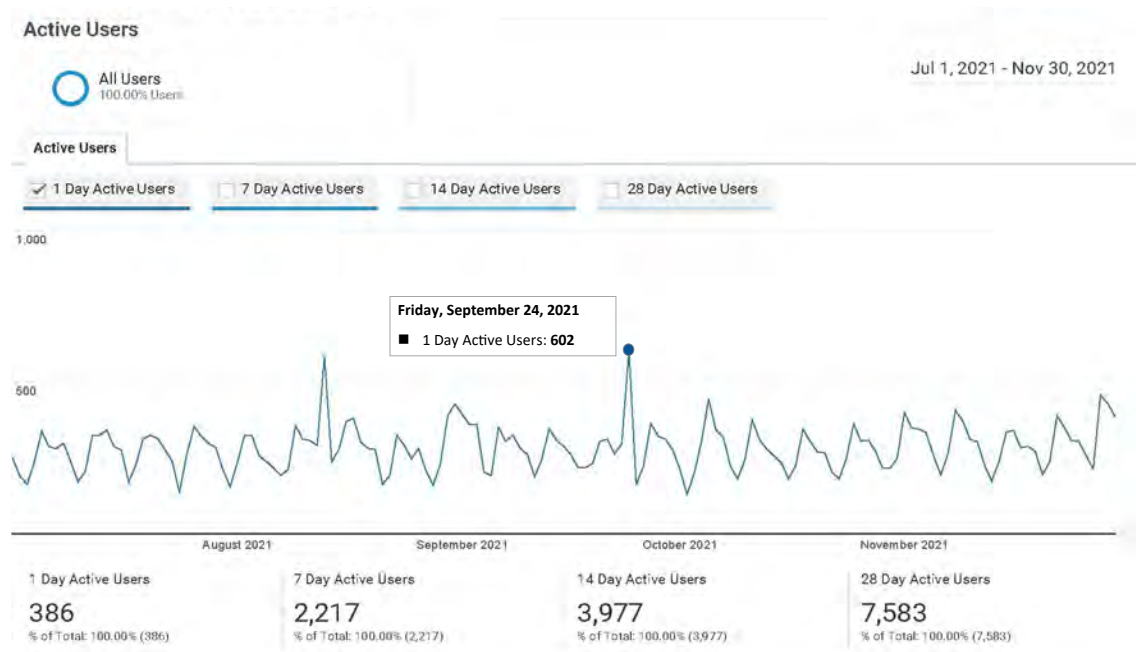 Active Users
All Users
100.00% Users
Jul 1, 2021 - Nov 30, 2021
Active Users
1 Day Active Users
7 Day Active Users
14 Day Active Users
28 Day Active Users
1,000
Friday, September 24, 2021
1 Day Active Users: 602
500
August 2021
September 2021
October 2021
November 2021
1 Day Active Users
386
% of Total: 100.00% (386)
7 Day Active Users
2,217
% of Total: 100.00% (2,217)
14 Day Active Users
3,977
% of Total: 100.00% (3,977)
28 Day Active Users
7,583
% of Total: 100.00% (7,583)